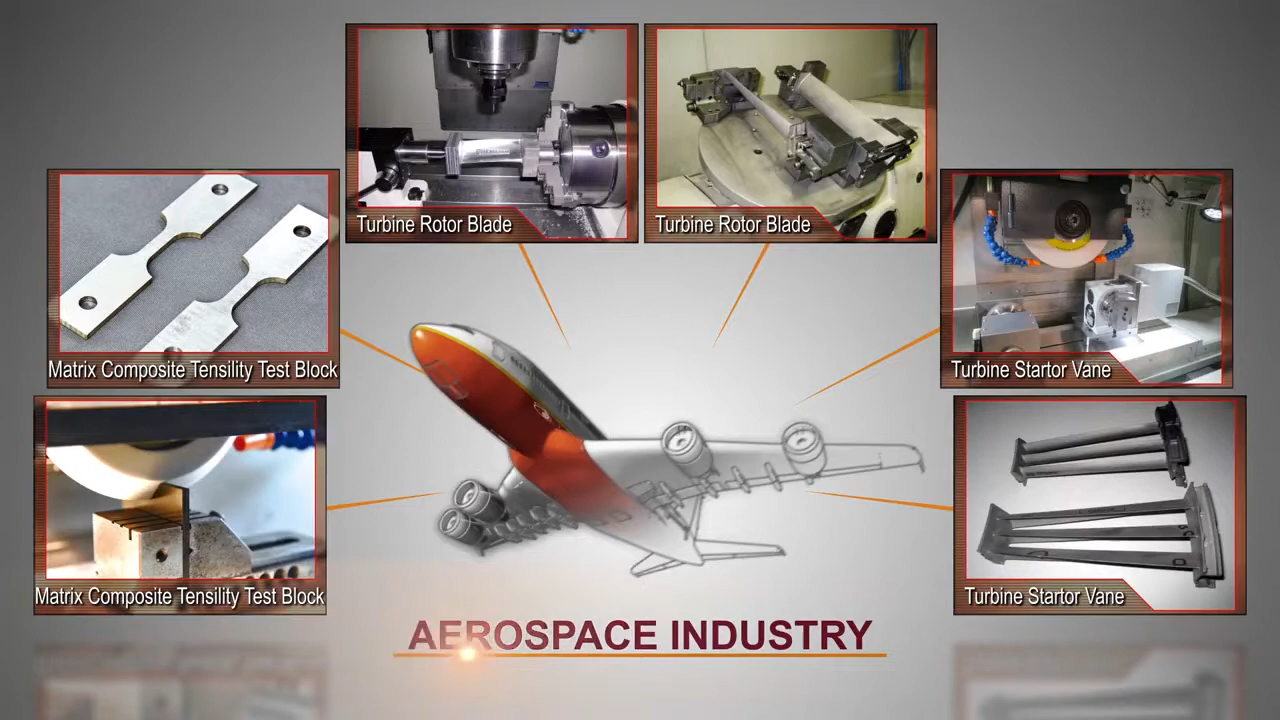 Turbine Rotor Blade
Turbine Rotor Blade
Matrix Composite Tensility Test Block
Turbine Startor Vane
Matrix Composite Tensility Test Block
Turbine Startor Vane
AEROSPACE INDUSTRY